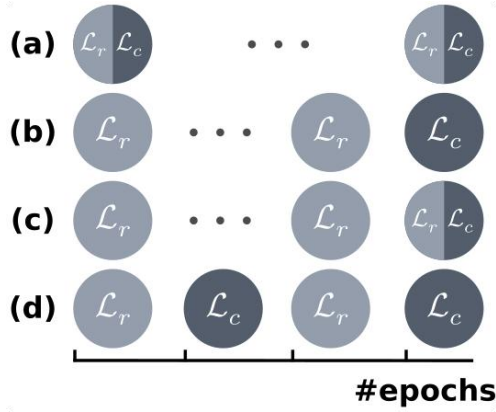 (a) ℒr ℒc ... ℒr ℒc
(b) ℒr ... ℒr ℒc
(c) ℒr ... ℒr ℒr ℒc
(d) ℒr ℒc ℒr ℒc
#epochs